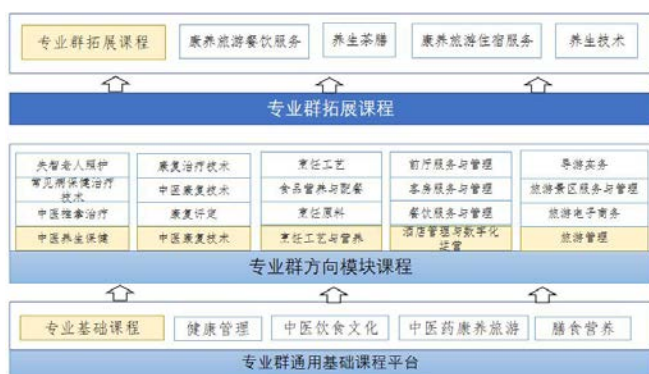 专业群拓展课程
康养旅游餐饮服务
养生茶膳
康养旅游住宿服务
养生技术
专业群拓展课程
失智老人照护
康复治疗技术
烹饪工艺
前厅服务与管理
导游实务
常见病保健治疗
技术
中医康复技术
食品营养与配餐
客房服务与管理
旅游景区服务与管理
中医推拿治疗
康复评定
烹饪原料
餐饮服务与管理
旅游电子商务
中医养生保健
中医康复技术
烹饪工艺与营养
酒店管理与数字化
运营
旅游管理
专业群方向模块课程
专业基础课程
健康管理
中医饮食文化
中医药康养旅游
膳食营养
专业群通用基础课程平台